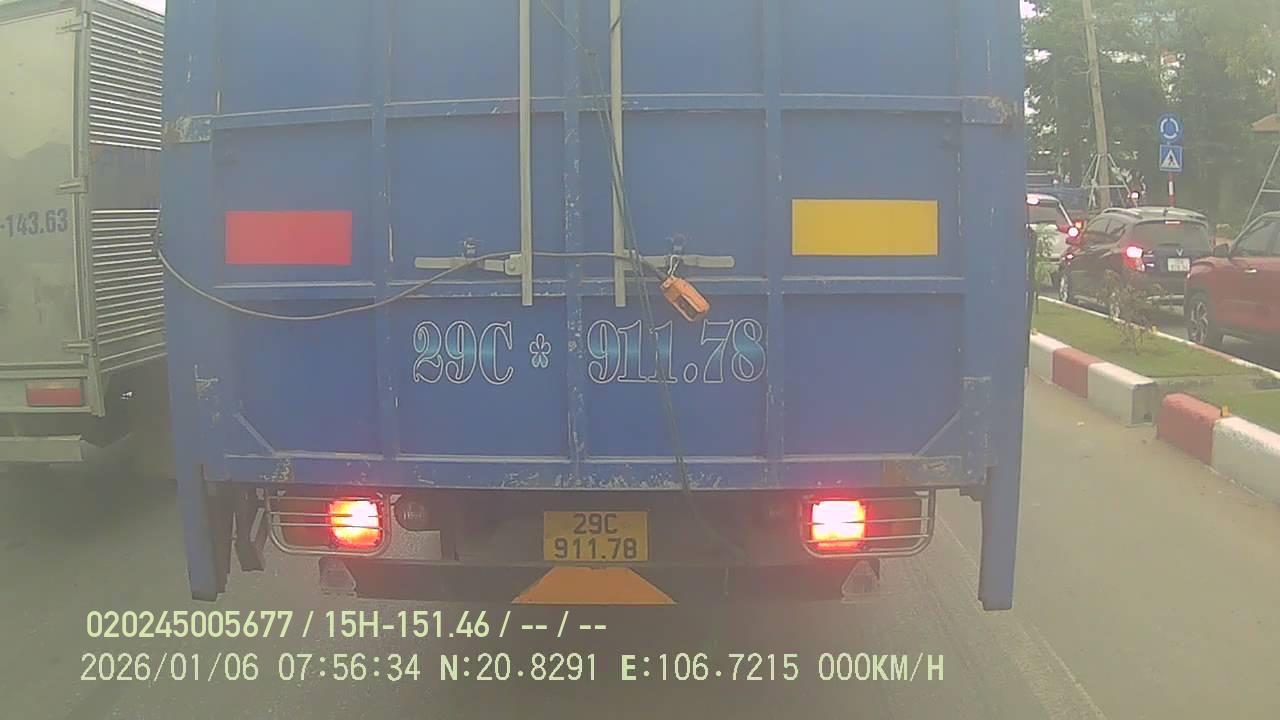 -143.63
29C * 911.78
29C
911.78
020245005677 / 15H-151.46 / -- / --
2026/01/06 07:56:34 N:20.8291 E:106.7215 000KM/H